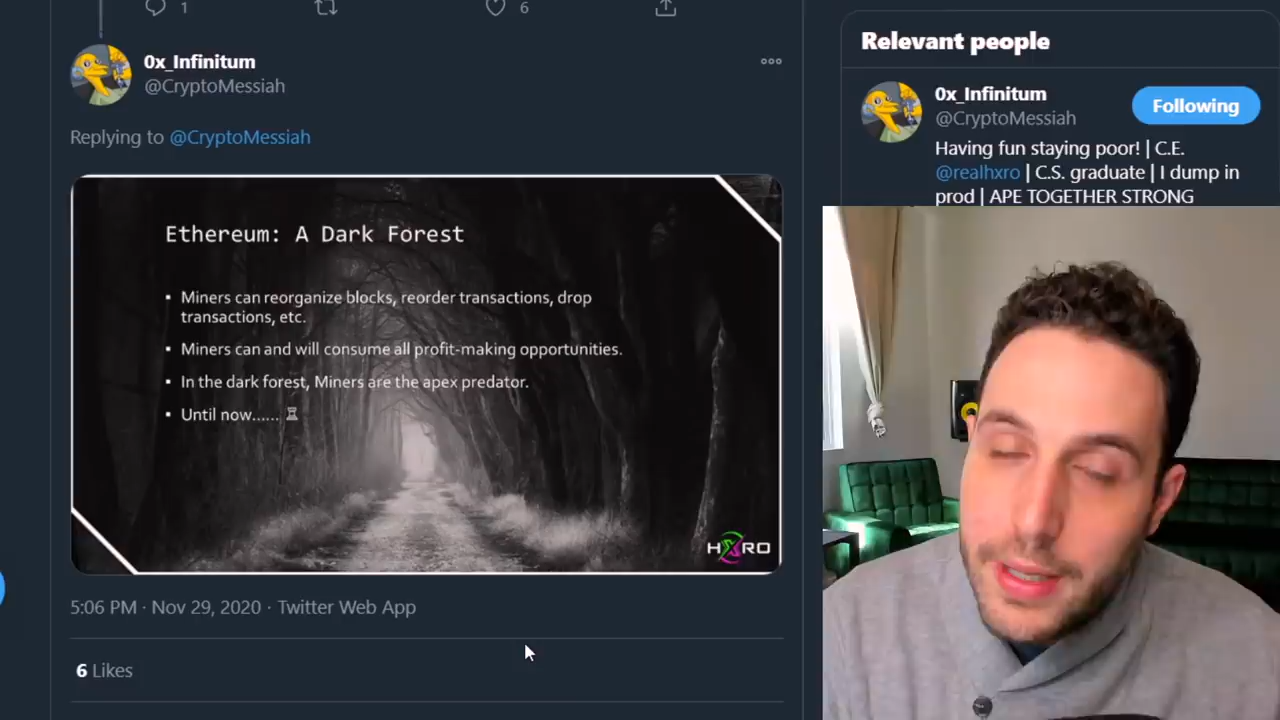 1
6
0x_Infinitum
@CryptoMessiah
Replying to @CryptoMessiah
Ethereum: A Dark Forest
▪ Miners can reorganize blocks, reorder transactions, drop
transactions, etc.
▪ Miners can and will consume all profit-making opportunities.
▪ In the dark forest, Miners are the apex predator.
▪ Until now...... ⌛
HXRO
5:06 PM · Nov 29, 2020 · Twitter Web App
6 Likes
Relevant people
0x_Infinitum
@CryptoMessiah
Following
Having fun staying poor! | C.E.
@realhxro | C.S. graduate | I dump in
prod | APE TOGETHER STRONG